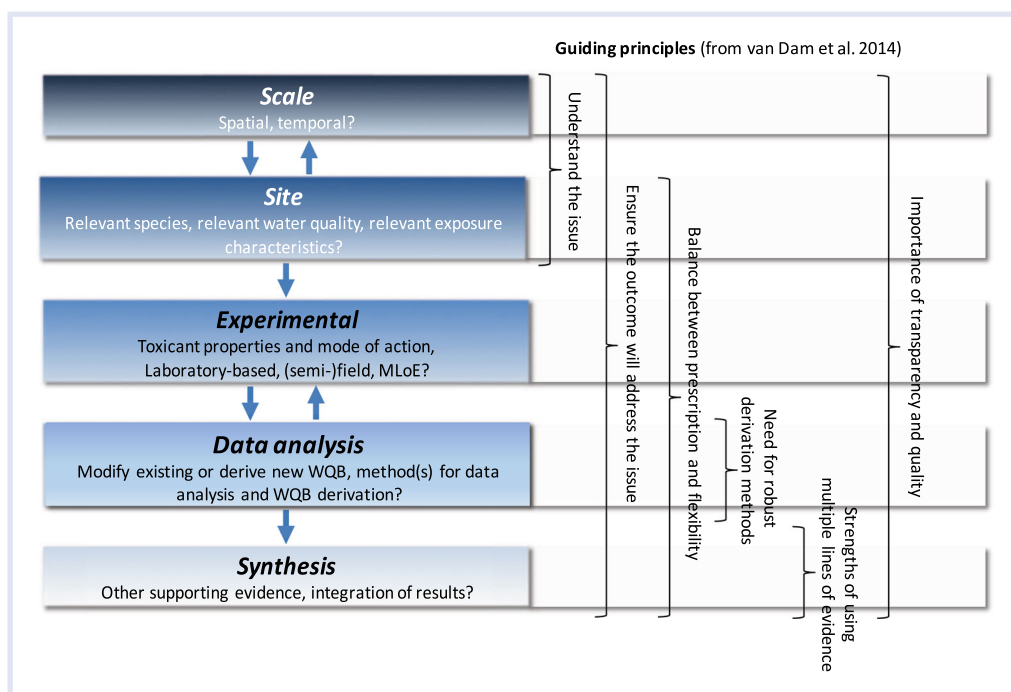 Guiding principles (from van Dam et al. 2014)
Scale
Spatial, temporal?
Site
Relevant species, relevant water quality, relevant exposure
characteristics?
Experimental
Toxicant properties and mode of action,
Laboratory-based, (semi-)field, MLoE?
Data analysis
Modify existing or derive new WQB, method(s) for data
analysis and WQB derivation?
Synthesis
Other supporting evidence, integration of results?
Understand the issue
Ensure the outcome will address the issue
Balance between prescription and flexibility
Need for robust
derivation methods
Strengths of using
multiple lines of evidence
Importance of transparency and quality